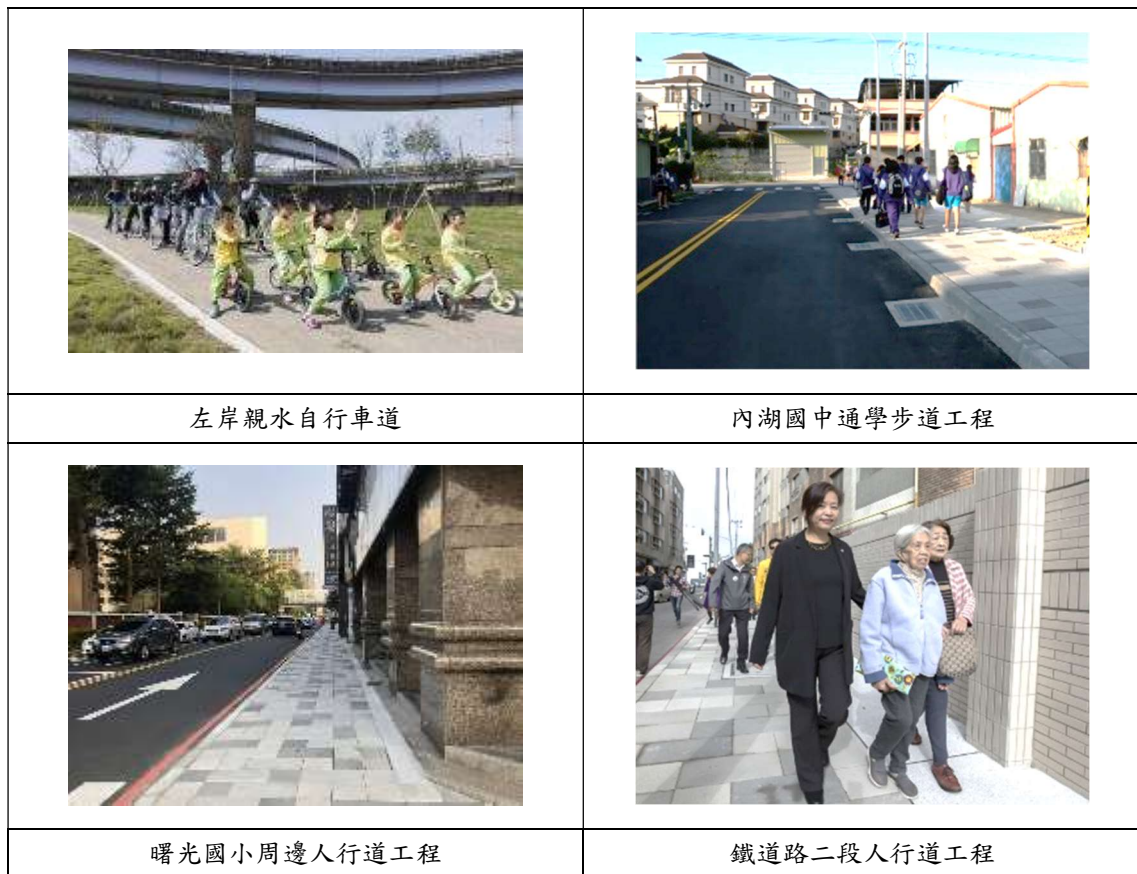 左岸親水自行車道
內湖國中通學步道工程
曙光國小周邊人行道工程
鐵道路二段人行道工程